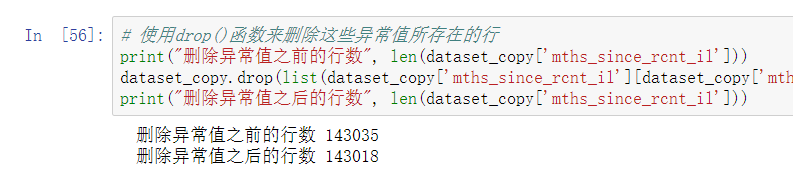 In [56]:
# 使用drop()函数来删除这些异常值所存在的行
print("删除异常值之前的行数", len(dataset_copy['mths_since_rcnt_il']))
dataset_copy.drop(list(dataset_copy['mths_since_rcnt_il'][dataset_copy['mth
print("删除异常值之后的行数", len(dataset_copy['mths_since_rcnt_il']))
删除异常值之前的行数 143035
删除异常值之后的行数 143018